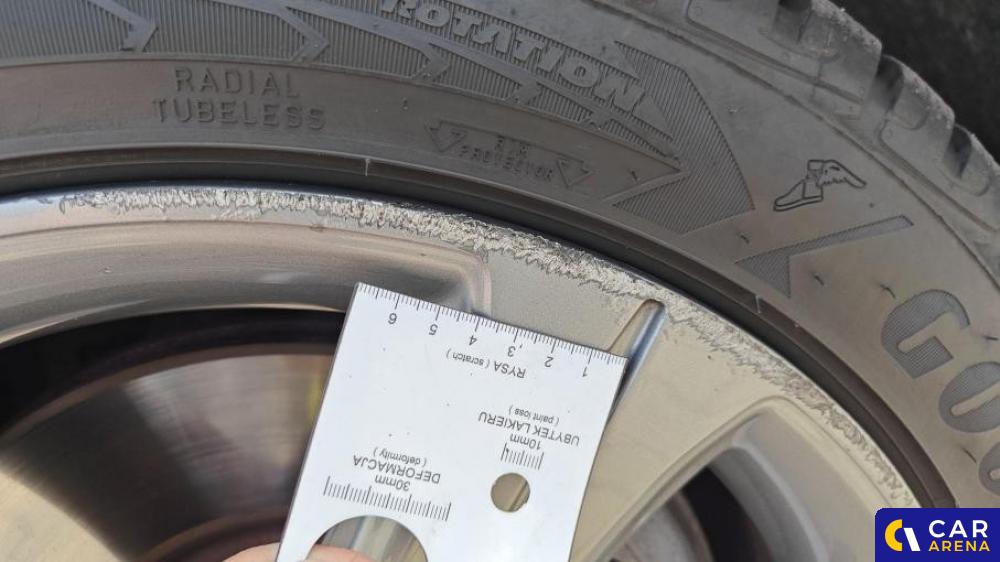 ROTATION
RADIAL
TUBELESS
RIM
PROTECTOR
GOO
1 2 3 4 5 6
RYSA ( scratch )
UBYTEK LAKIERU
( paint loss )
10mm
DEFORMACJA
( deformity )
30mm
CAR
ARENA